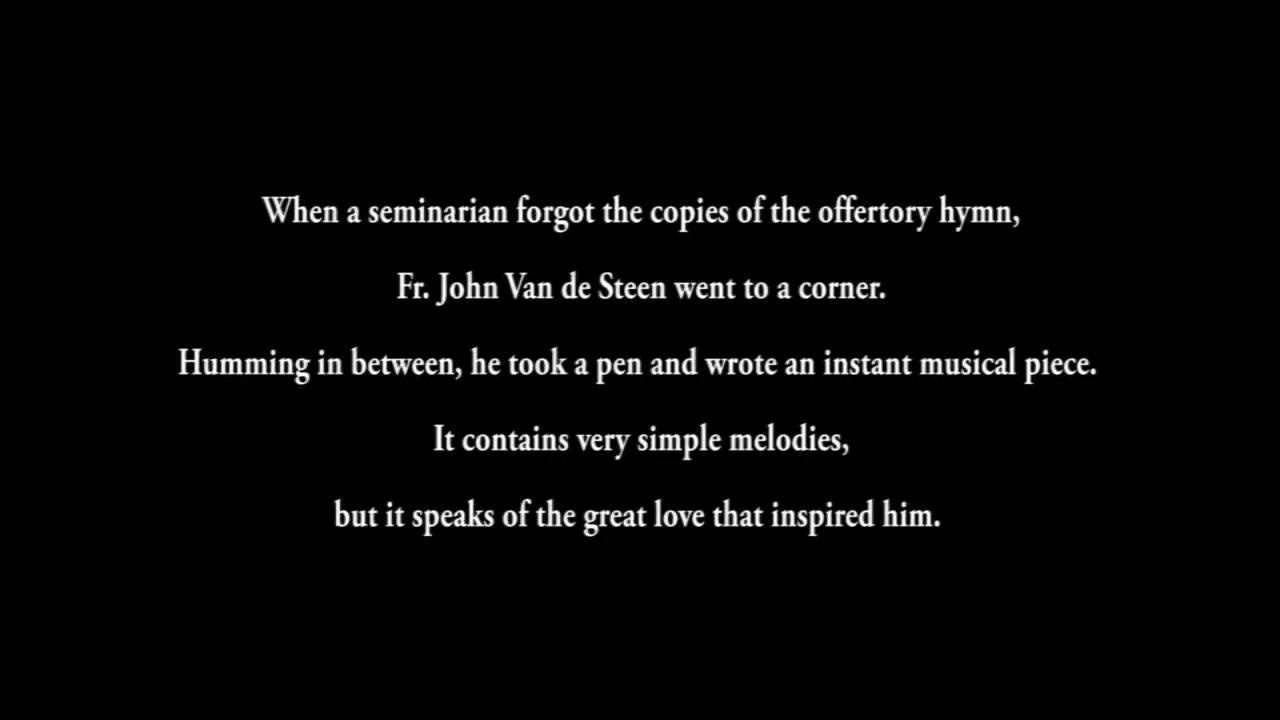 When a seminarian forgot the copies of the offertory hymn,
Fr. John Van de Steen went to a corner.
Humming in between, he took a pen and wrote an instant musical piece.
It contains very simple melodies,
but it speaks of the great love that inspired him.